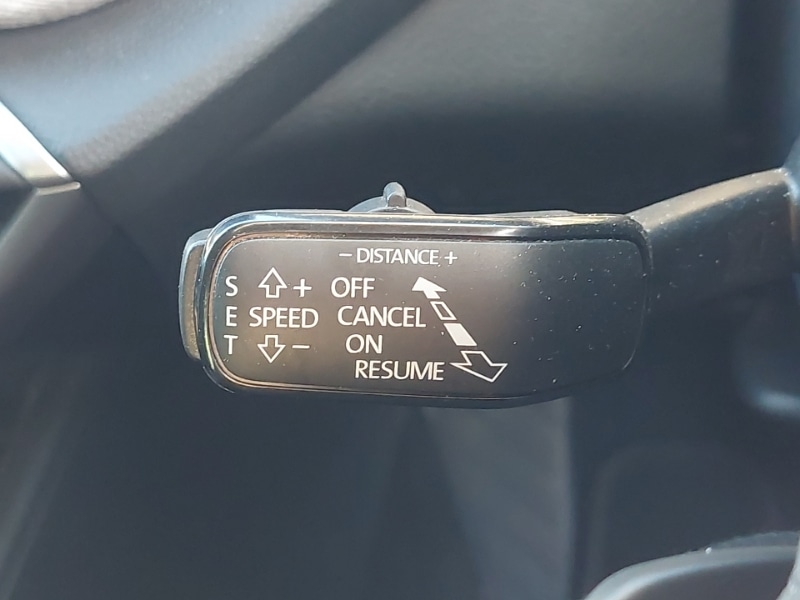 - DISTANCE +
S + OFF
E SPEED CANCEL
T - ON
RESUME